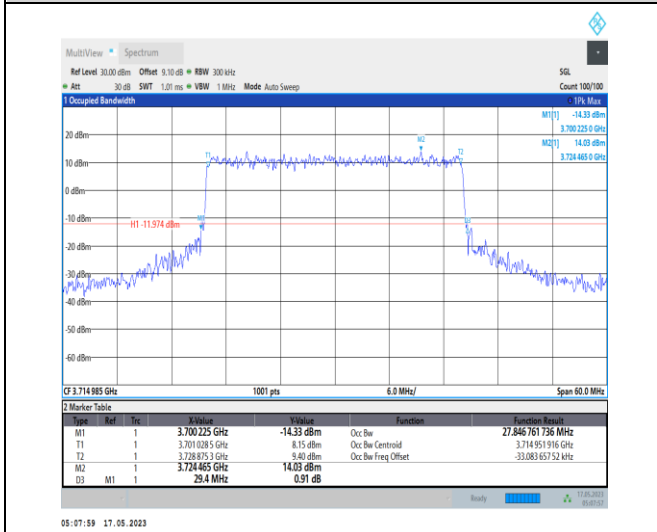 MultiView Spectrum
Ref Level 30.00 dBm Offset 9.10 dB RBW 300 kHz SGL
Att 30 dB SWT 1.01 ms VBW 1 MHz Mode Auto Sweep Count 100/100
1 Occupied Bandwidth 1Pk Max
M1[1] -14.33 dBm
3.700 225 0 GHz
M2[1] 14.03 dBm
3.724 465 0 GHz
20 dBm
M2
T1 T2
10 dBm
0 dBm
-10 dBm
M1
H1 -11.974 dBm
-20 dBm
-30 dBm
-40 dBm
-50 dBm
-60 dBm
CF 3.714 985 GHz 1001 pts 6.0 MHz/ Span 60.0 MHz
2 Marker Table
Type Ref Trc X-Value Y-Value Function Function Result
M1 1 3.700 225 GHz -14.33 dBm Occ Bw 27.846 761 736 MHz
T1 1 3.701 028 5 GHz 8.15 dBm Occ Bw Centroid 3.714 951 916 GHz
T2 1 3.728 875 3 GHz 9.40 dBm Occ Bw Freq Offset -33.083 657 52 kHz
M2 1 3.724 465 GHz 14.03 dBm
D3 M1 1 29.4 MHz 0.91 dB
Ready 17.05.2023
05:07:57
05:07:59 17.05.2023